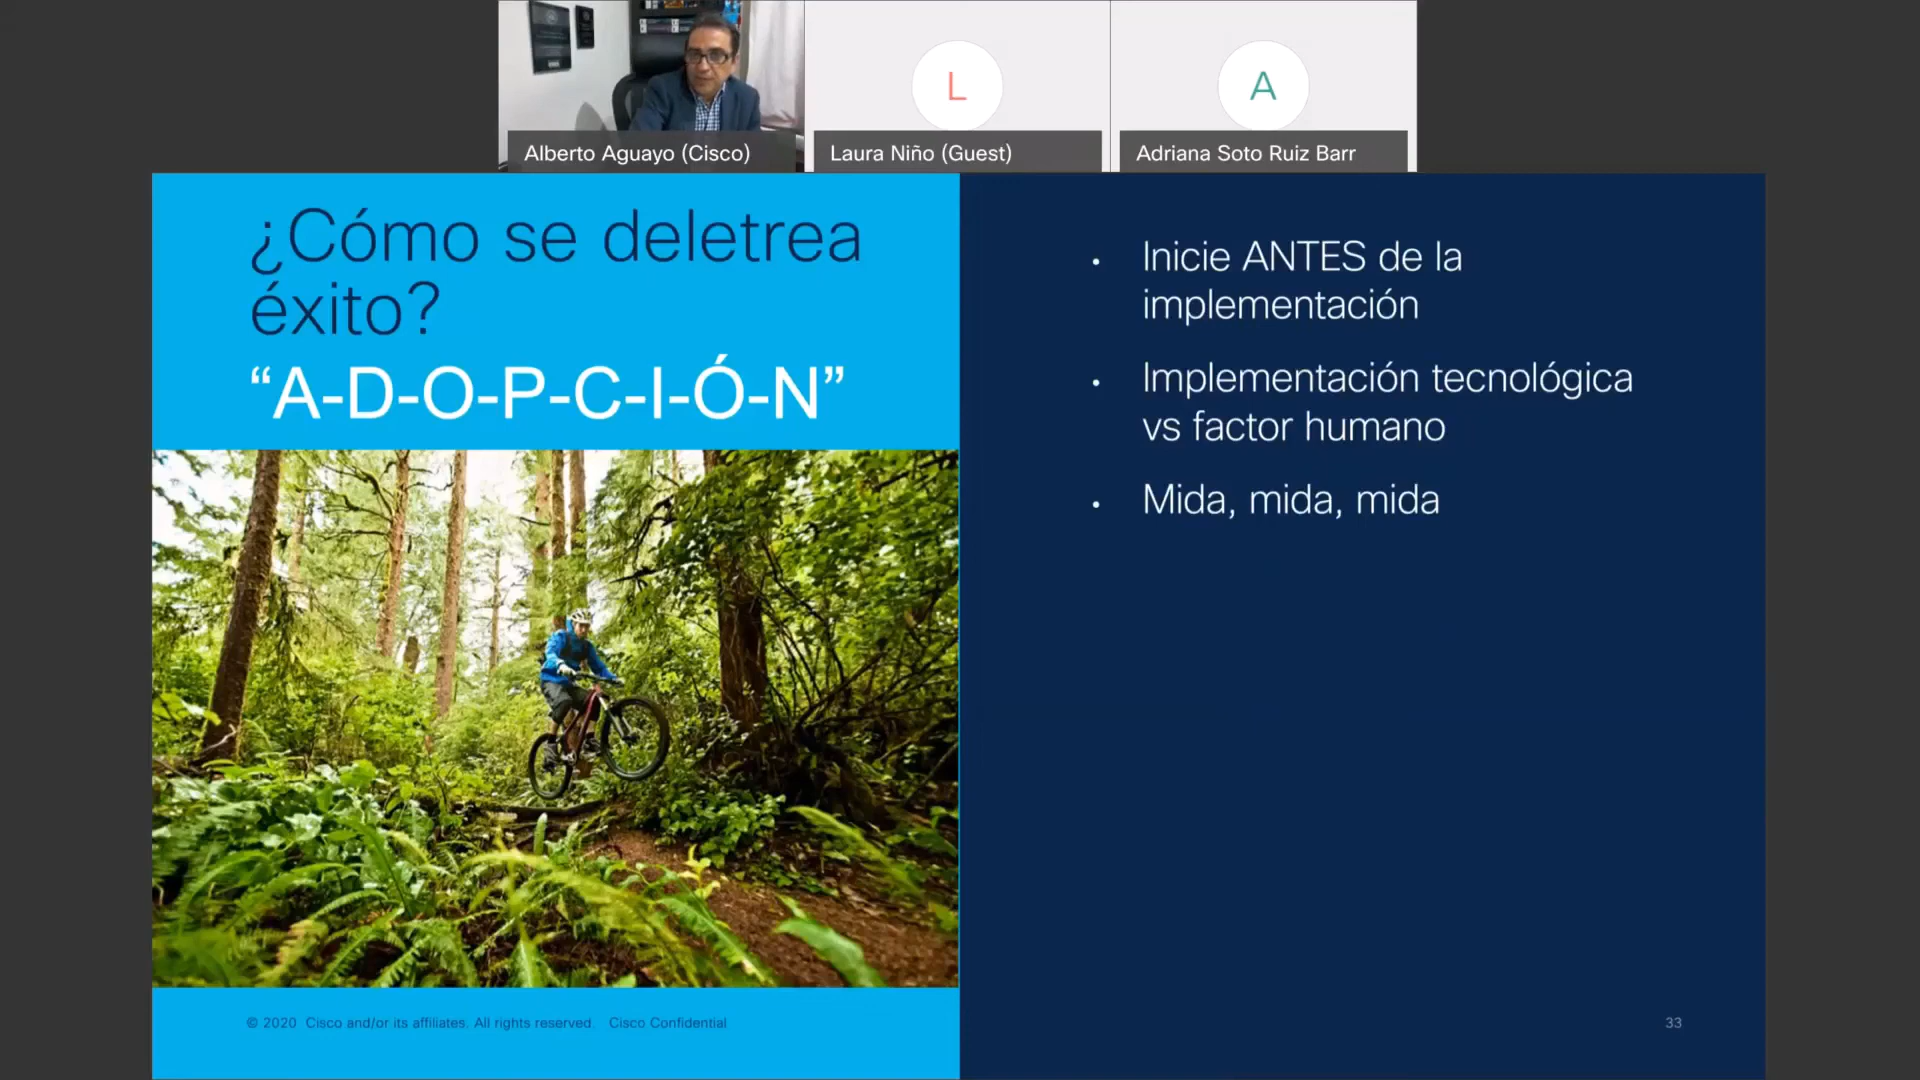 L
A
Alberto Aguayo (Cisco)
Laura Niño (Guest)
Adriana Soto Ruiz Barr
¿Cómo se deletrea
éxito?
“A-D-O-P-C-I-Ó-N”
• Inicie ANTES de la
implementación
• Implementación tecnológica
vs factor humano
• Mida, mida, mida
© 2020 Cisco and/or its affiliates. All rights reserved. Cisco Confidential
33